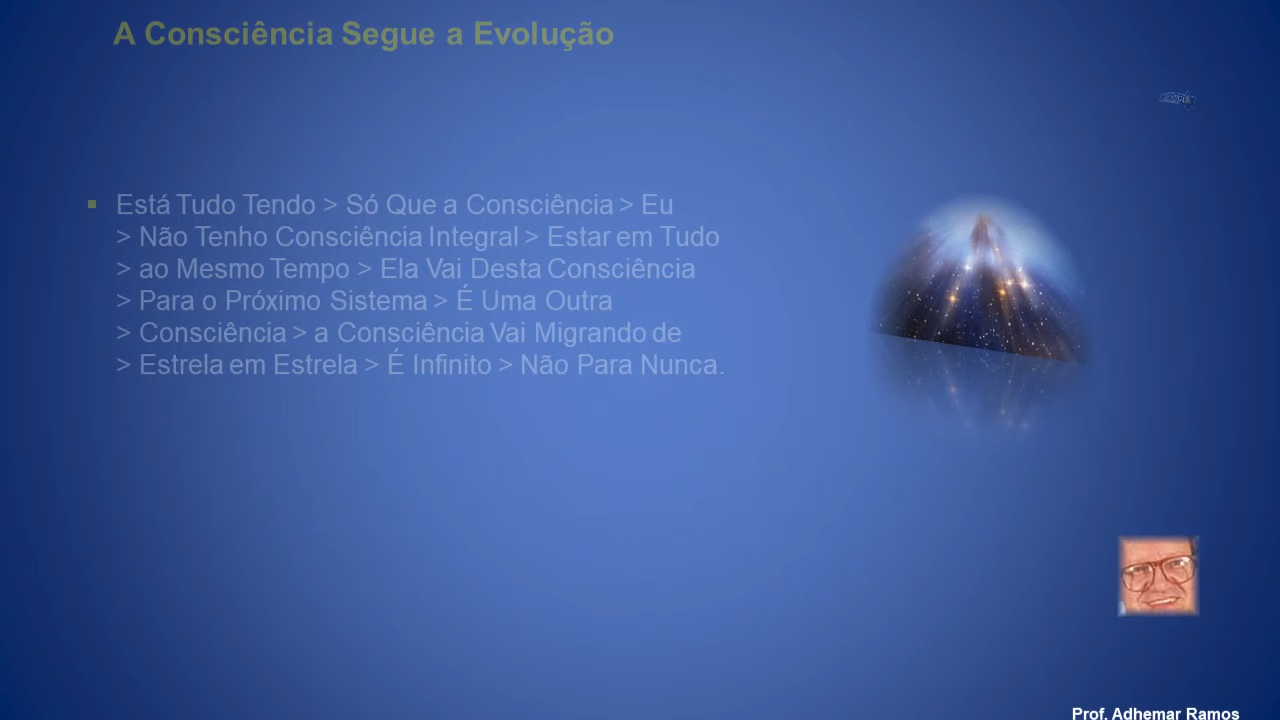 A Consciência Segue a Evolução
Está Tudo Tendo > Só Que a Consciência > Eu
> Não Tenho Consciência Integral > Estar em Tudo
> ao Mesmo Tempo > Ela Vai Desta Consciência
> Para o Próximo Sistema > É Uma Outra
> Consciência > a Consciência Vai Migrando de
> Estrela em Estrela > É Infinito > Não Para Nunca.
Prof. Adhemar Ramos